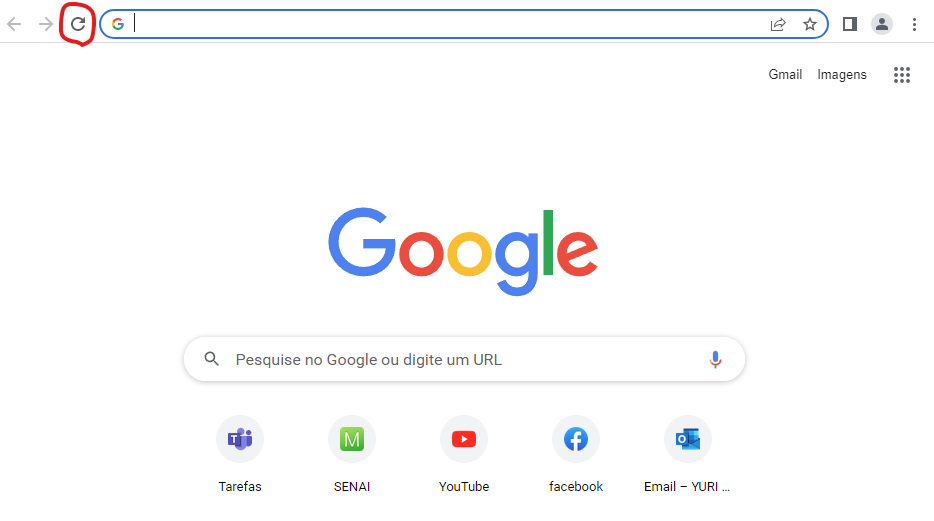 Gmail Imagens
Google
Pesquise no Google ou digite um URL
Tarefas SENAI YouTube facebook Email – YURI ...